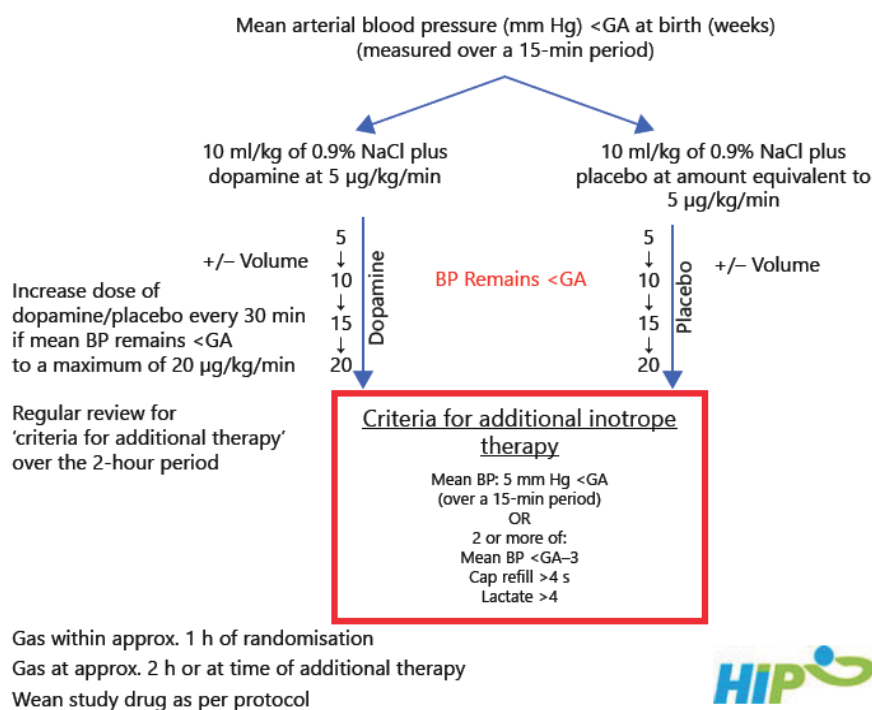 Mean arterial blood pressure (mm Hg) <GA at birth (weeks)
(measured over a 15-min period)
10 ml/kg of 0.9% NaCl plus
dopamine at 5 µg/kg/min
10 ml/kg of 0.9% NaCl plus
placebo at amount equivalent to
5 µg/kg/min
+/– Volume
5
↓
10
↓
15
↓
20
Dopamine
BP Remains <GA
5
↓
10
↓
15
↓
20
Placebo
+/– Volume
Increase dose of
dopamine/placebo every 30 min
if mean BP remains <GA
to a maximum of 20 µg/kg/min
Regular review for
‘criteria for additional therapy’
over the 2-hour period
Criteria for additional inotrope
therapy
Mean BP: 5 mm Hg <GA
(over a 15-min period)
OR
2 or more of:
Mean BP <GA–3
Cap refill >4 s
Lactate >4
Gas within approx. 1 h of randomisation
Gas at approx. 2 h or at time of additional therapy
Wean study drug as per protocol
HIP